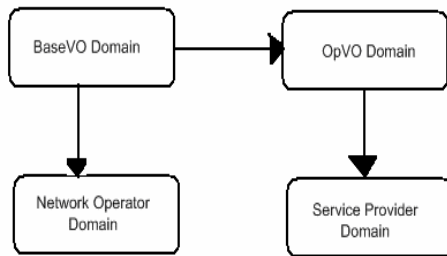 BaseVO Domain
OpVO Domain
Network Operator
Domain
Service Provider
Domain